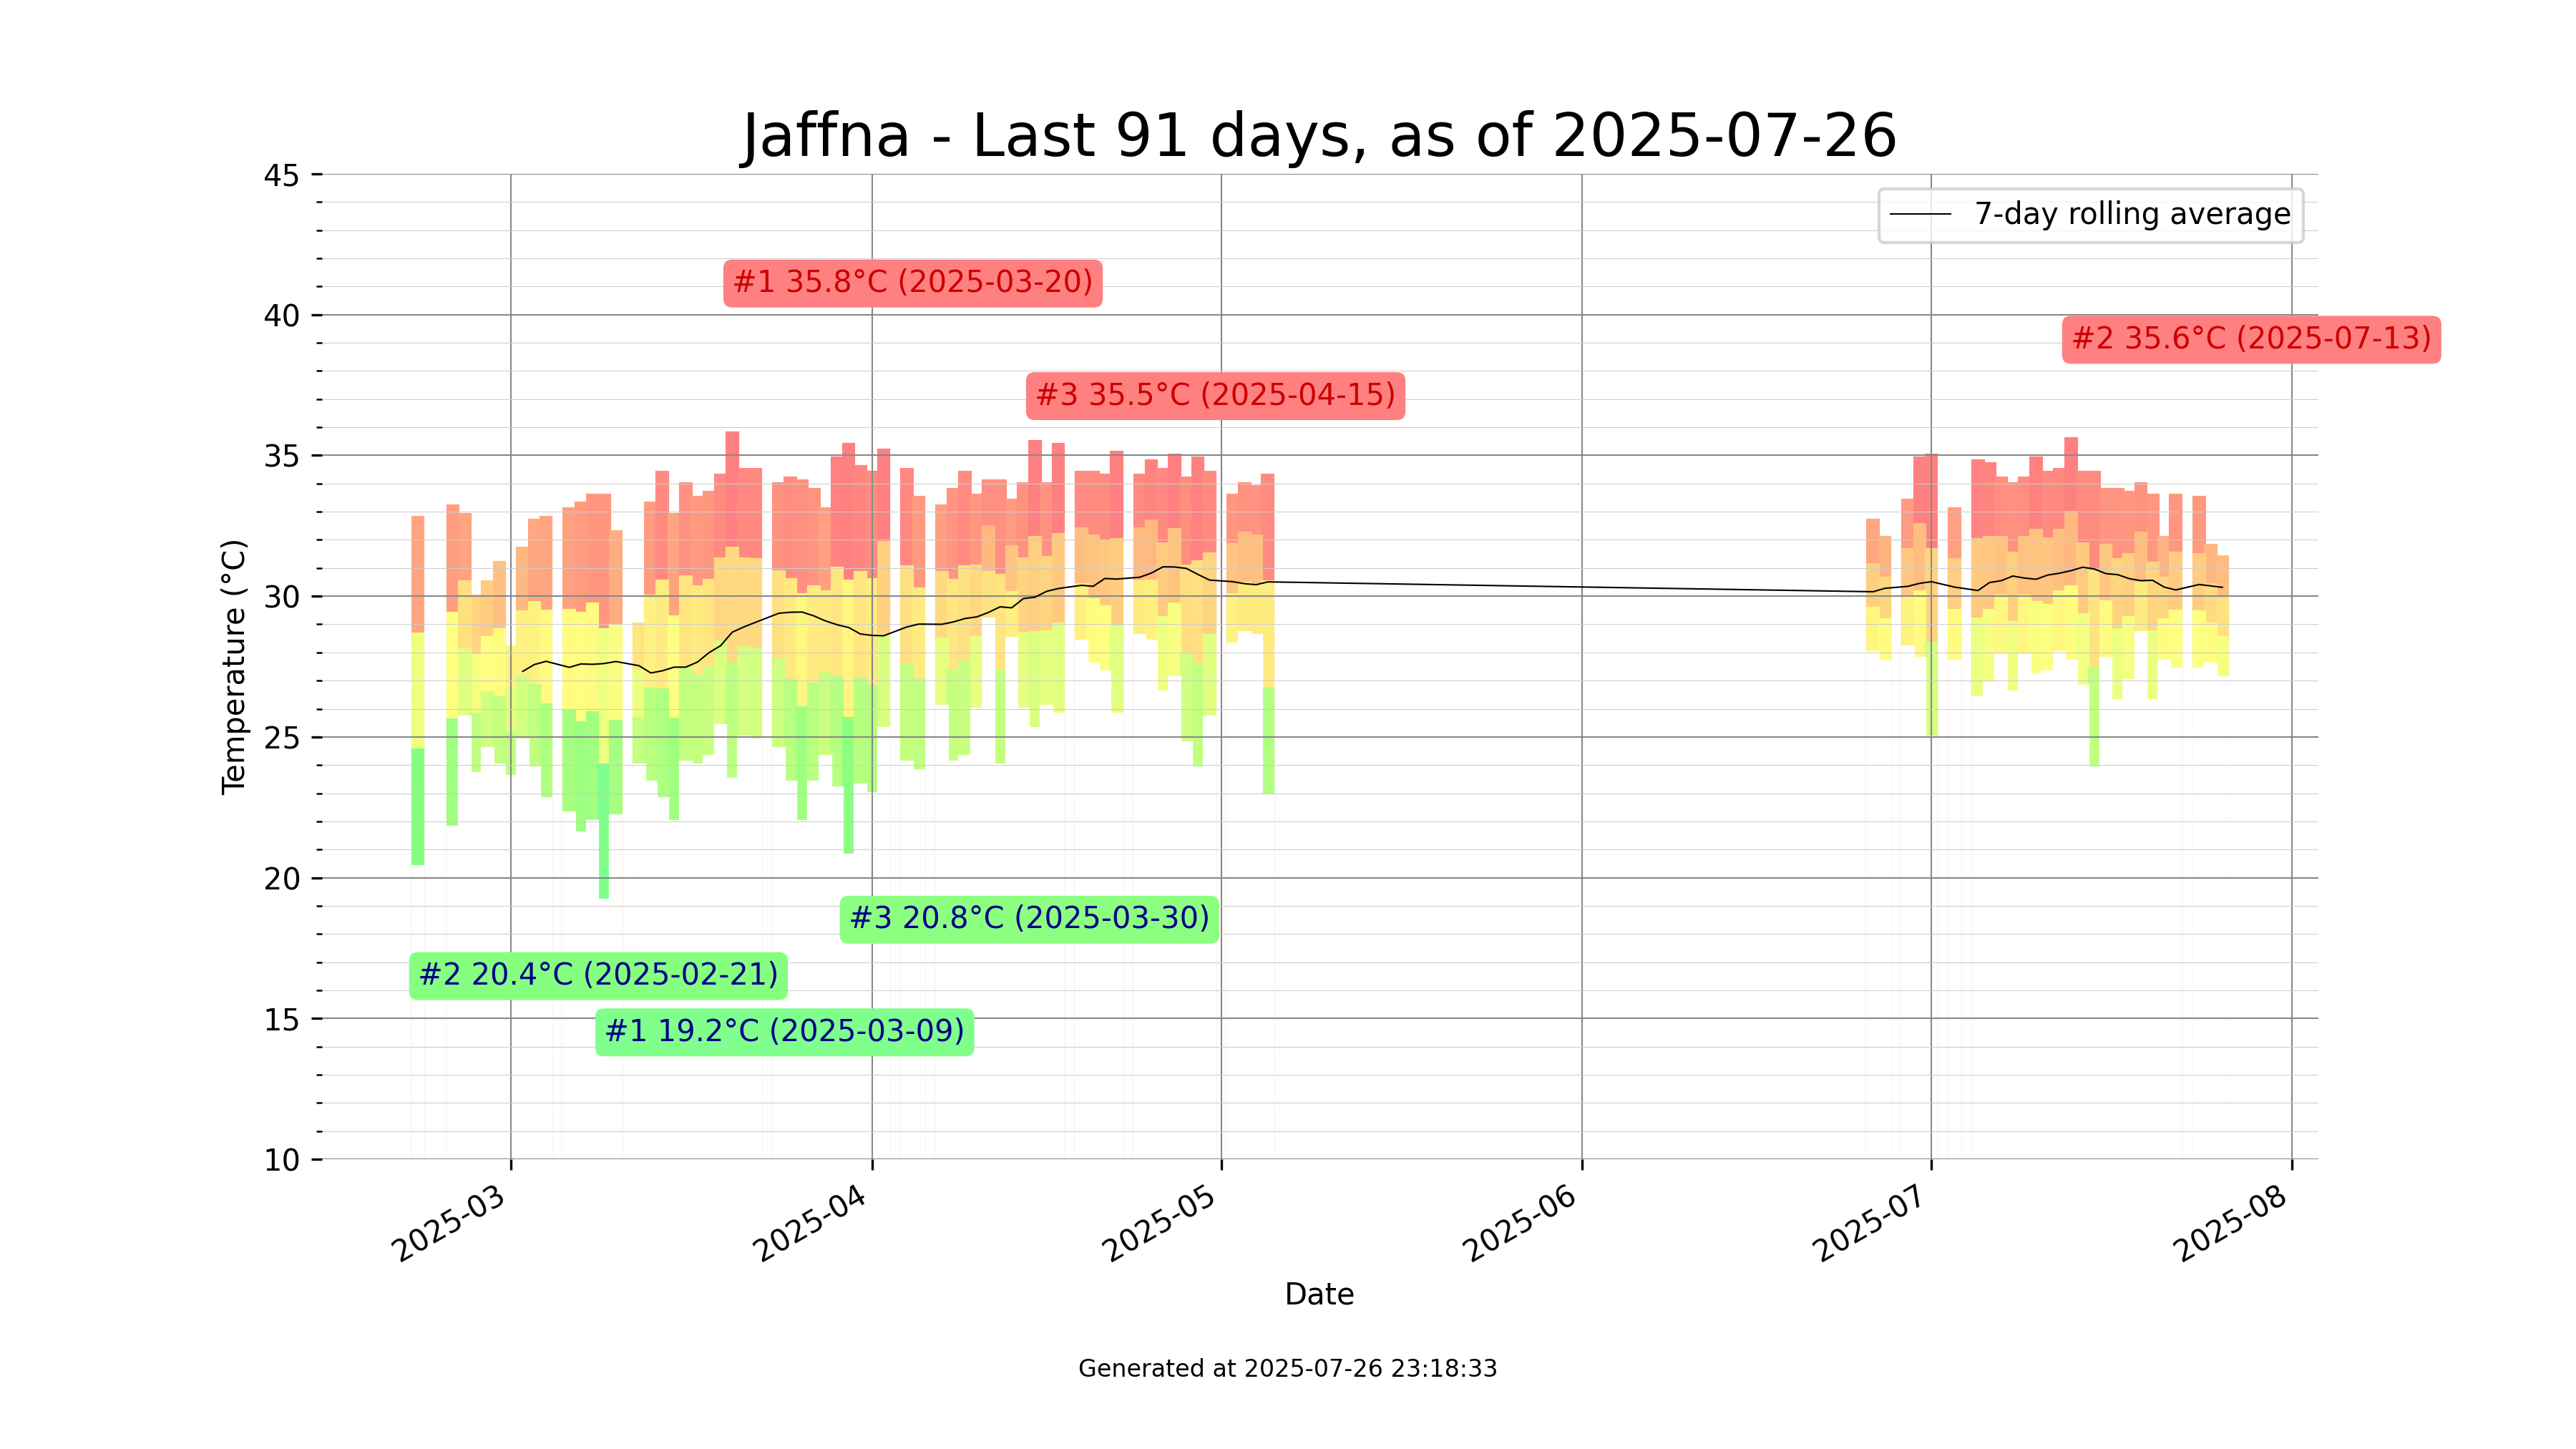 Jaffna - Last 91 days, as of 2025-07-26
7-day rolling average
#1 35.8°C (2025-03-20)
#2 35.6°C (2025-07-13)
#3 35.5°C (2025-04-15)
#3 20.8°C (2025-03-30)
#2 20.4°C (2025-02-21)
#1 19.2°C (2025-03-09)
Temperature (°C)
45
40
35
30
25
20
15
10
2025-03
2025-04
2025-05
2025-06
2025-07
2025-08
Date
Generated at 2025-07-26 23:18:33